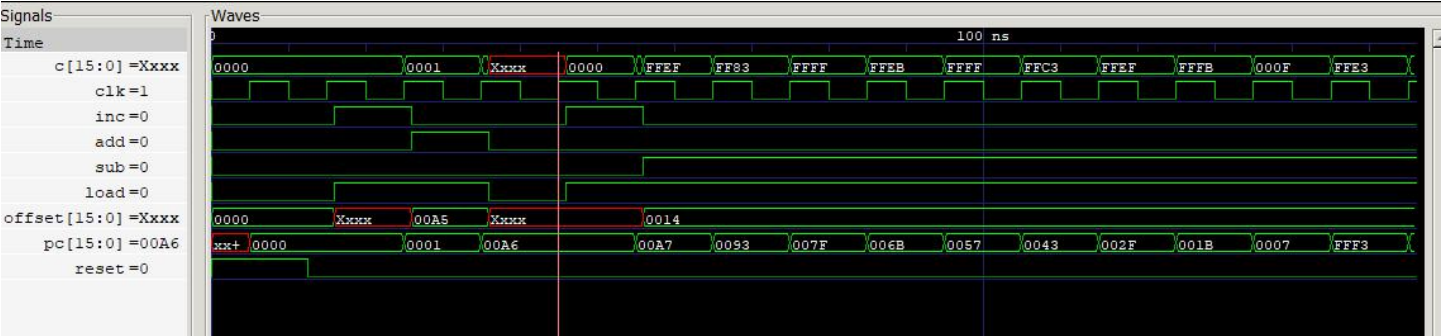 Signals Waves
Time 0 100 ns
c[15:0] =Xxxx 0000 0001 Xxxx 0000 FFEF FF83 FFFF FFEB FFFF FFC3 FFEF FFFB 000F FFE3
clk =1
inc =0
add =0
sub =0
load =0
offset[15:0] =Xxxx 0000 Xxxx 00A5 Xxxx 0014
pc[15:0] =00A6 xx+ 0000 0001 00A6 00A7 0093 007F 006B 0057 0043 002F 001B 0007 FFF3
reset =0